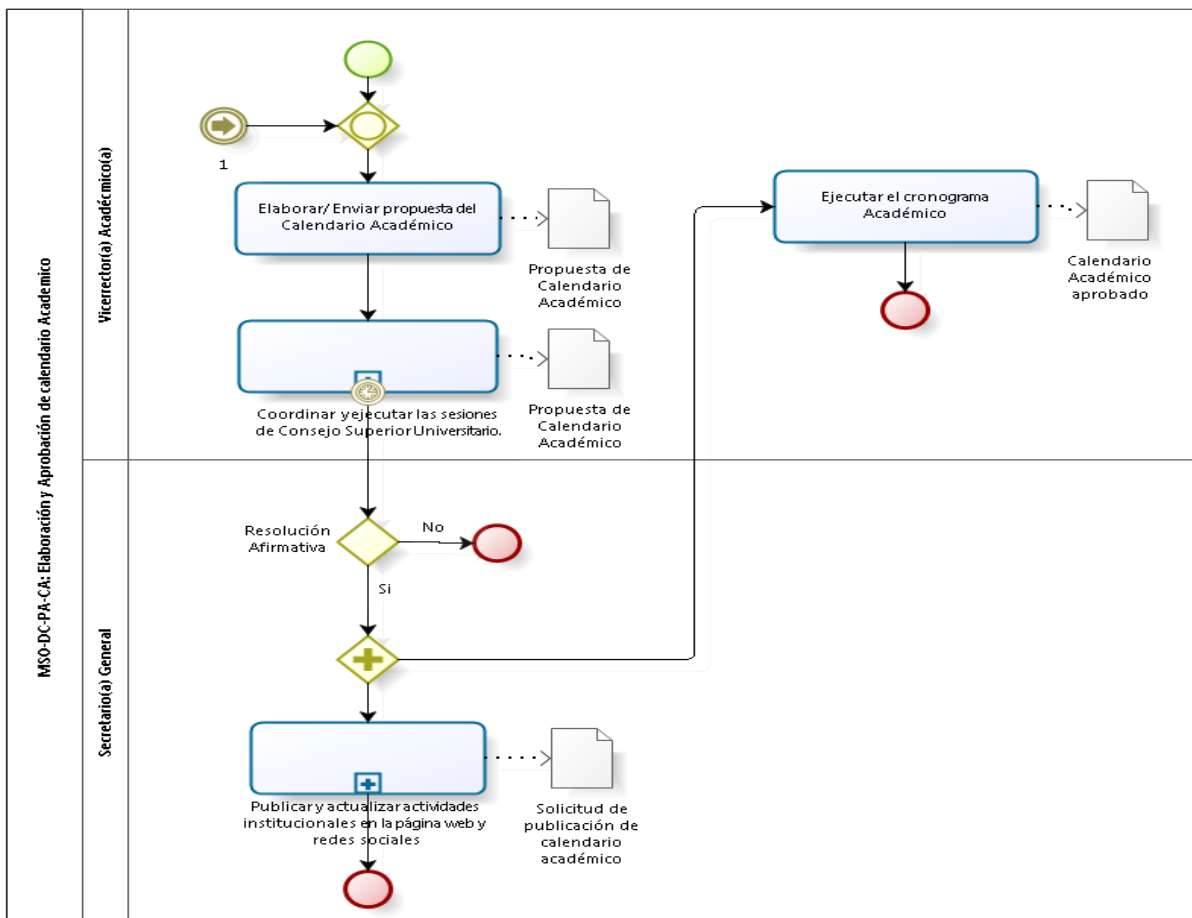 MSO-DC-PA-CA: Elaboración y Aprobación de calendario Academico
Vicerrector(a) Académico(a)
1
Elaborar/ Enviar propuesta del
Calendario Académico
Propuesta de
Calendario
Académico
Ejecutar el cronograma
Académico
Calendario
Académico
aprobado
Coordinar y ejecutar las sesiones
de Consejo Superior Universitario.
Propuesta de
Calendario
Académico
Secretario(a) General
Resolución
Afirmativa
No
Si
Publicar y actualizar actividades
institucionales en la página web y
redes sociales
Solicitud de
publicación de
calendario
académico